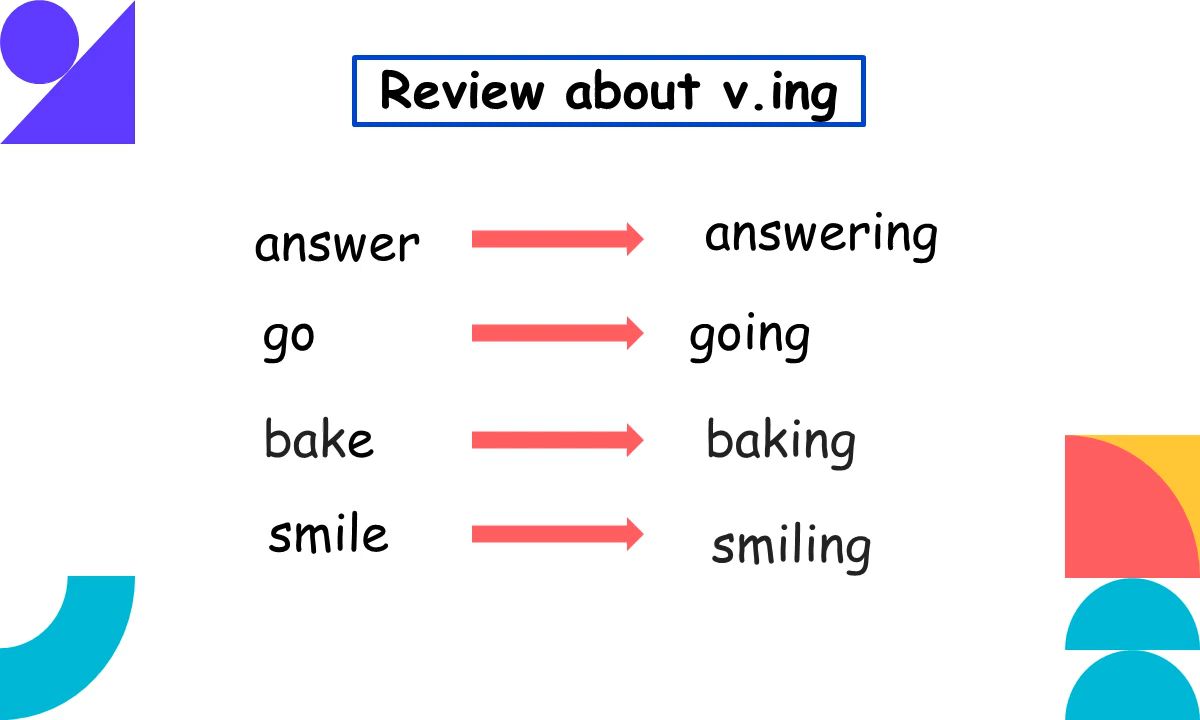 Review about v.ing
answer answering
go going
bake baking
smile smiling